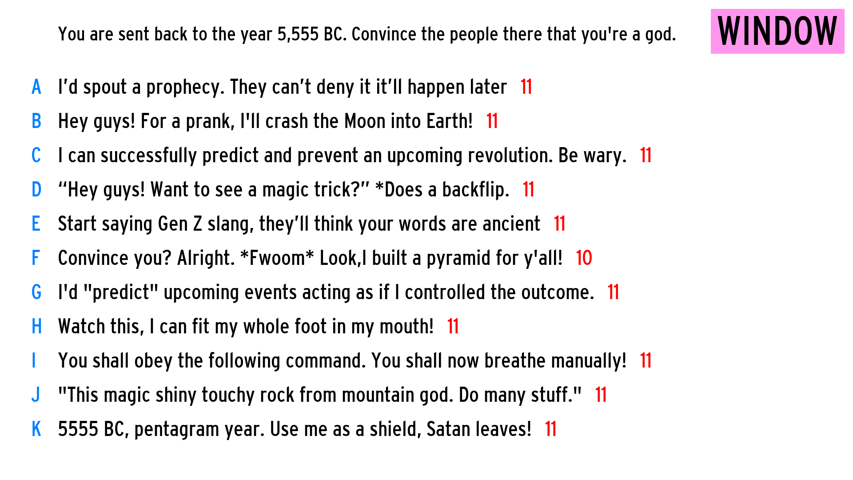 You are sent back to the year 5,555 BC. Convince the people there that you're a god.
WINDOW
A I’d spout a prophecy. They can’t deny it it’ll happen later 11
B Hey guys! For a prank, I'll crash the Moon into Earth! 11
C I can successfully predict and prevent an upcoming revolution. Be wary. 11
D “Hey guys! Want to see a magic trick?” *Does a backflip. 11
E Start saying Gen Z slang, they’ll think your words are ancient 11
F Convince you? Alright. *Fwoom* Look,I built a pyramid for y'all! 10
G I'd "predict" upcoming events acting as if I controlled the outcome. 11
H Watch this, I can fit my whole foot in my mouth! 11
I You shall obey the following command. You shall now breathe manually! 11
J "This magic shiny touchy rock from mountain god. Do many stuff." 11
K 5555 BC, pentagram year. Use me as a shield, Satan leaves! 11